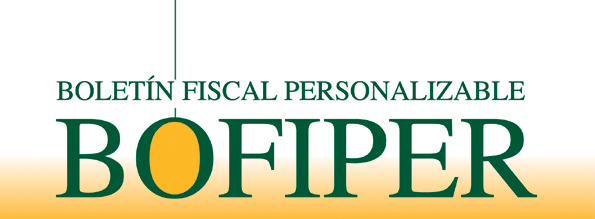 BOLETÍN FISCAL PERSONALIZABLE
BOFIPER